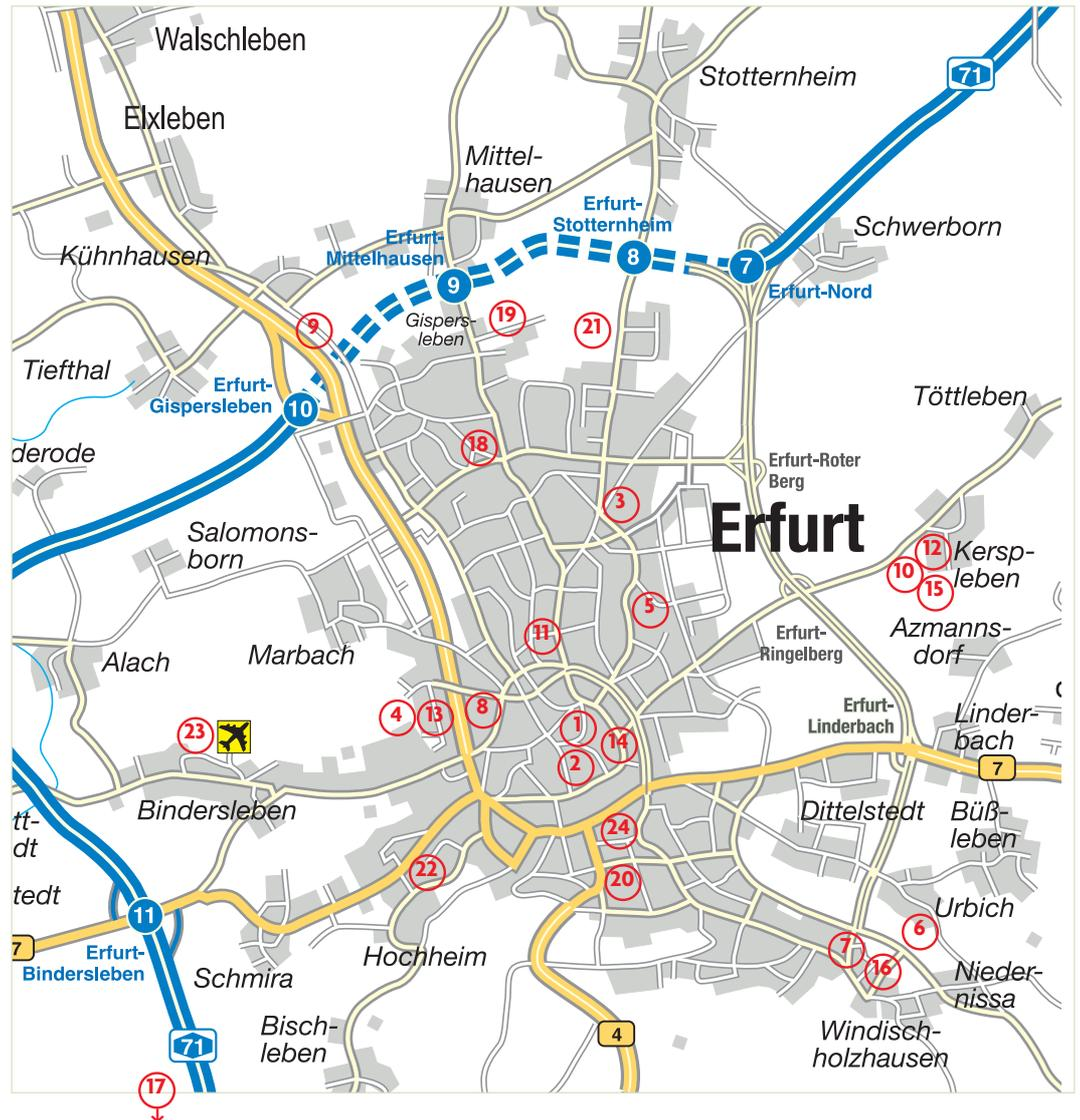 Walschleben
Stotternheim
71
Elxleben
Mittel-
hausen
Erfurt-
Stotternheim
Schwerborn
Kühnhausen
Erfurt-
Mittelhausen
8
7
9
Erfurt-Nord
Gispers-
leben
19
21
9
Tiefthal
Erfurt-
Gispersleben
10
Töttleben
derode
18
Erfurt-Roter
Berg
3
Erfurt
Salomons-
born
12
Kersp-
leben
10
15
5
11
Erfurt-
Ringelberg
Azmanns-
dorf
Alach
Marbach
4
13
8
1
14
2
Erfurt-
Linderbach
Linder-
bach
23
7
Bindersleben
Dittelstedt
Büß-
leben
tt-
dt
24
22
20
stedt
11
7
Urbich
6
Erfurt-
Bindersleben
Hochheim
7
16
Schmira
Nieder-
nissa
Bisch-
leben
4
Windisch-
holzhausen
71
17